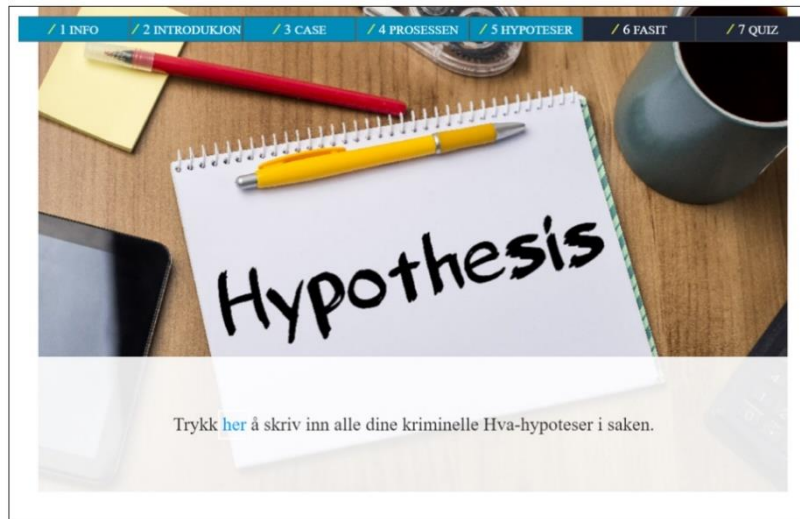 / 1 INFO / 2 INTRODUKJON / 3 CASE / 4 PROSESSEN / 5 HYPOTESER / 6 FASIT / 7 QUIZ
Hypothesis
Trykk her å skriv inn alle dine kriminelle Hva-hypoteser i saken.